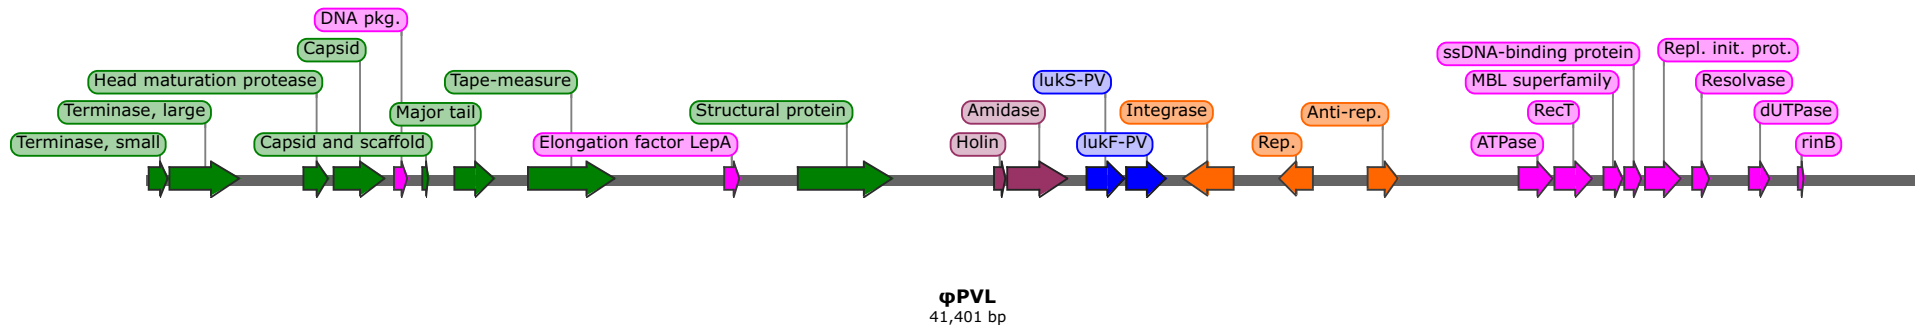 DNA pkg.
Capsid
Repl. init. prot.
ssDNA-binding protein
Head maturation protease
Tape-measure
lukS-PV
MBL superfamily
Resolvase
Terminase, large
Major tail
Structural protein
Amidase
Integrase
Anti-rep.
RecT
dUTPase
Terminase, small
Capsid and scaffold
Elongation factor LepA
Holin
lukF-PV
Rep.
ATPase
rinB
φPVL
41,401 bp